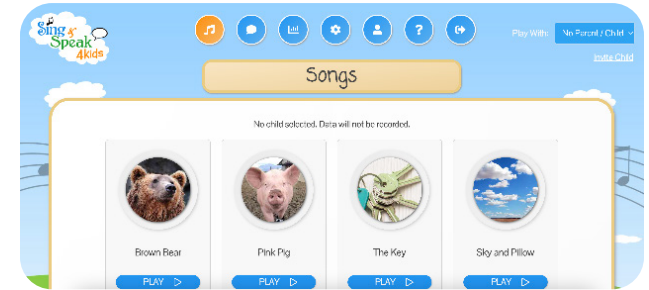 Sing &
Speak
4kids
?
Play With: No Parent / Child
Invite Child
Songs
No child selected. Data will not be recorded.
Brown Bear
Pink Pig
The Key
Sky and Pillow
PLAY
PLAY
PLAY
PLAY